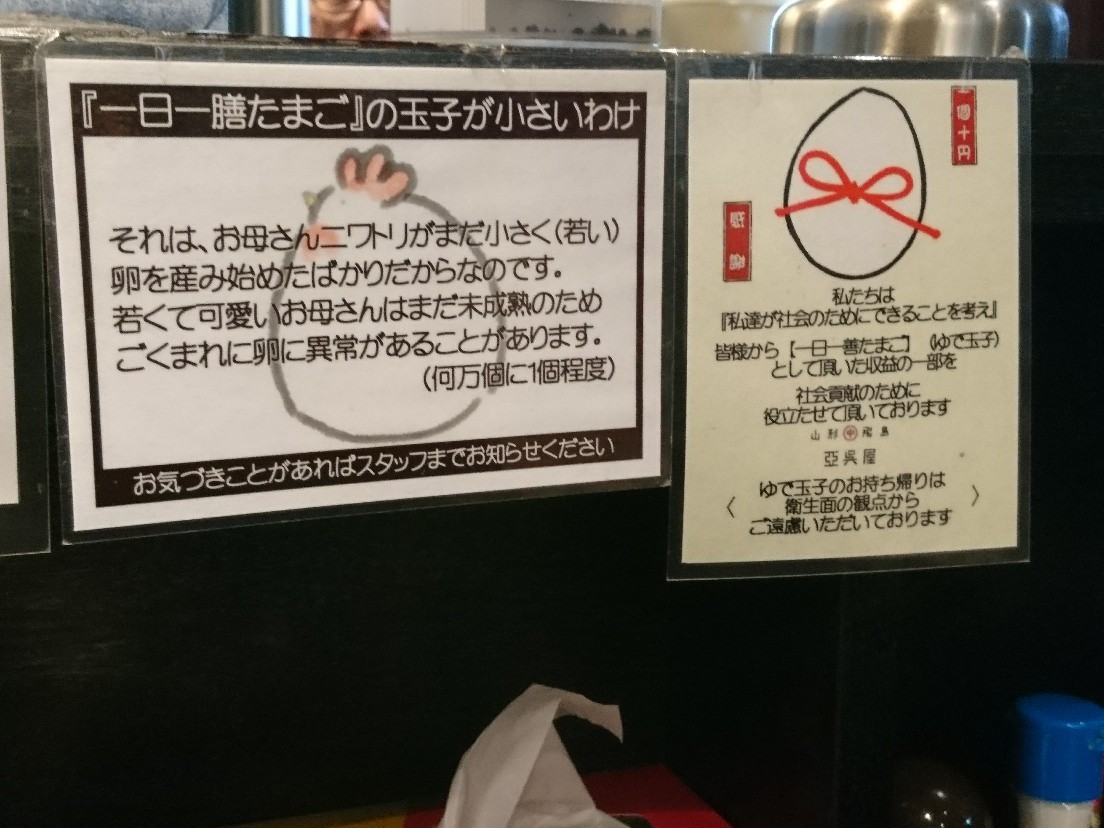 『一日一膳たまご』の玉子が小さいわけ
それは、お母さんニワトリがまだ小さく(若い)
卵を産み始めたばかりだからなのです。
若くて可愛いお母さんはまだ未成熟のため
ごくまれに卵に異常があることがあります。
(何万個に1個程度)
お気づきことがあればスタッフまでお知らせください
一個十円
私たちは
『私達が社会のためにできることを考え』
皆様から【一日一善たまご】(ゆで玉子)
として頂いた収益の一部を
社会貢献のために
役立たせて頂いております
山形 中 飛島
亞呉屋
〈 ゆで玉子のお持ち帰りは 〉
衛生面の観点から
ご遠慮いただいております